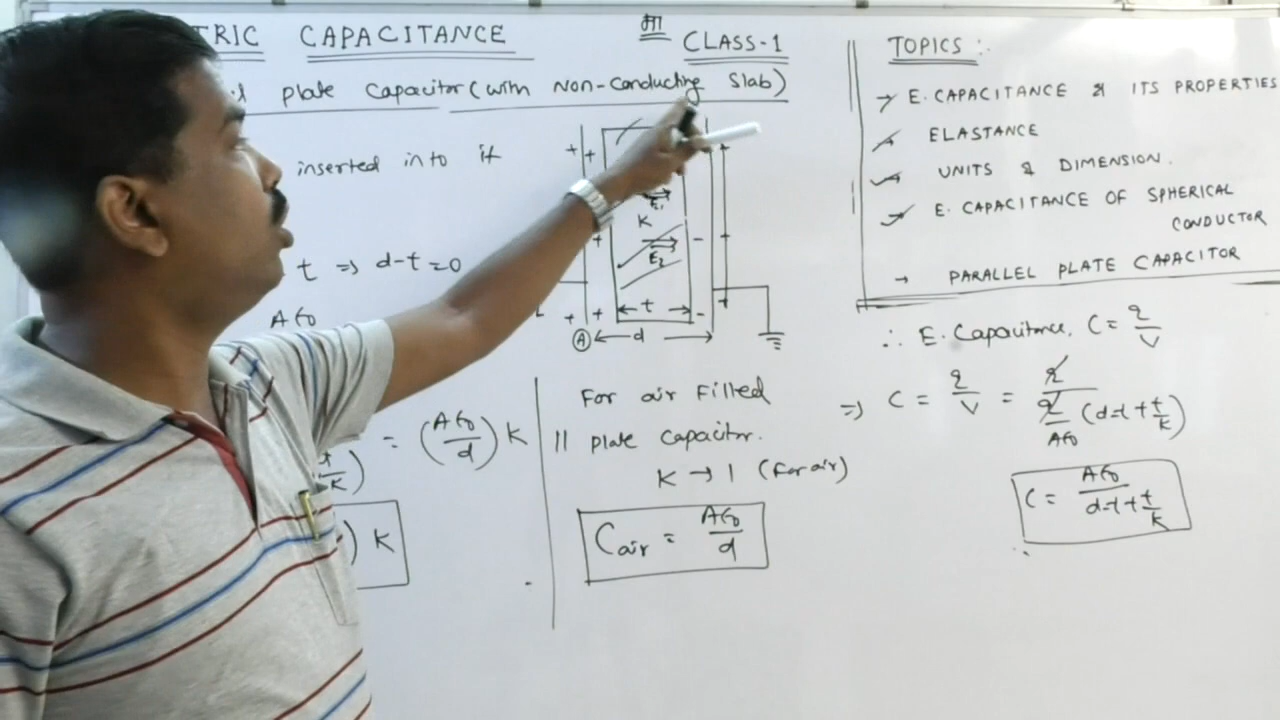 TRIC CAPACITANCE
मा
CLASS-1
plate capacitor (with Non-conducting Slab)
inserted into it
t ⇒ d-t=0
Aε₀
= (Aε₀/d) K
t/K)
) K
+ +
K
E₁
E₂
t
d
A
For air filled
|| plate capacitor.
K → 1 (For air)
Cair = Aε₀/d
TOPICS :.
→ E. CAPACITANCE & ITS PROPERTIES
ELASTANCE
UNITS & DIMENSION.
E. CAPACITANCE OF SPHERICAL
CONDUCTOR
→ PARALLEL PLATE CAPACITOR
∴ E. Capacitance, C = q/V
⇒ C = q/V = q / q/Aε₀ (d-t+t/K)
C = Aε₀ / d-t+t/K